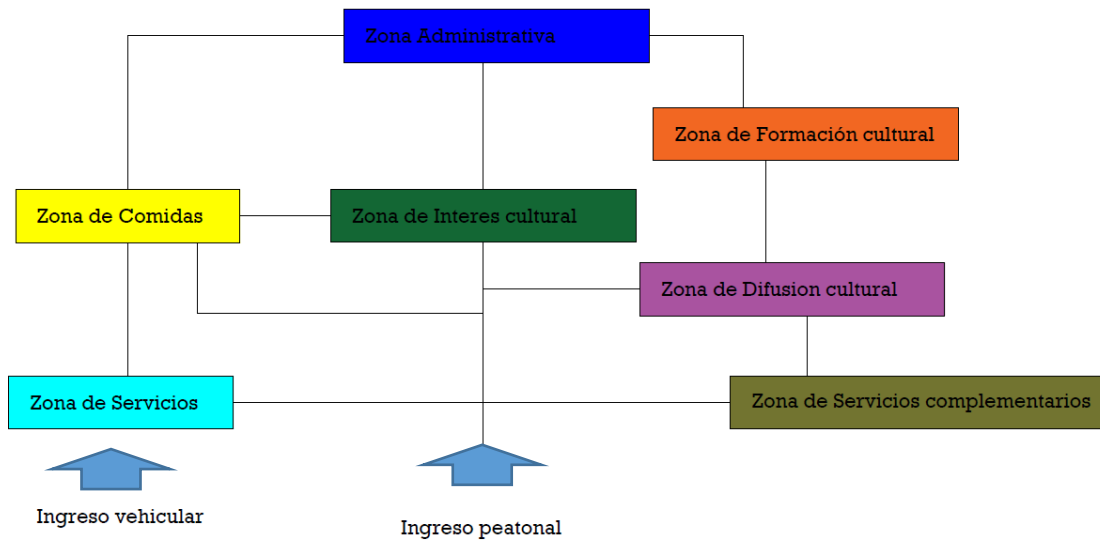 Zona Administrativa
Zona de Formación cultural
Zona de Comidas
Zona de Interes cultural
Zona de Difusion cultural
Zona de Servicios
Zona de Servicios complementarios
Ingreso vehicular
Ingreso peatonal